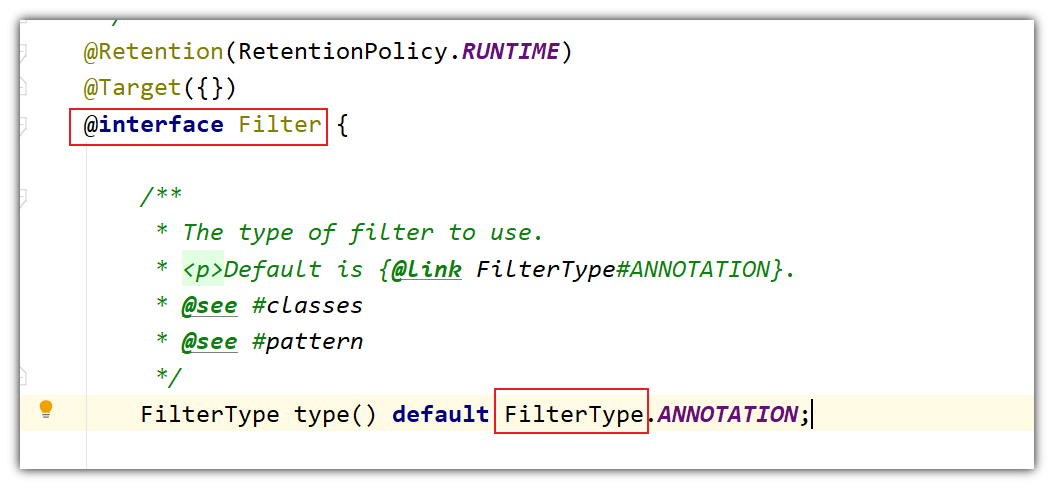 */
@Retention(RetentionPolicy.RUNTIME)
@Target({})
@interface Filter {
/**
* The type of filter to use.
* <p>Default is {@link FilterType#ANNOTATION}.
* @see #classes
* @see #pattern
*/
FilterType type() default FilterType.ANNOTATION;